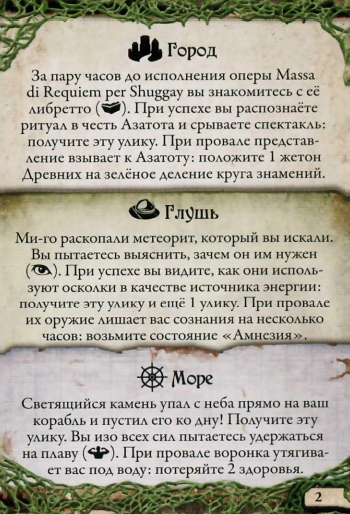 Город
За пару часов до исполнения оперы Massa
di Requiem per Shuggay вы знакомитесь с её
либретто (). При успехе вы распознаёте
ритуал в честь Азатота и срываете спектакль:
получите эту улику. При провале представ-
ление взывает к Азатоту: положите 1 жетон
Древних на зелёное деление круга знамений.
Глушь
Ми-го раскопали метеорит, который вы искали.
Вы пытаетесь выяснить, зачем он им нужен
(). При успехе вы видите, как они исполь-
зуют осколки в качестве источника энергии:
получите эту улику и ещё 1 улику. При провале
их оружие лишает вас сознания на несколько
часов: возьмите состояние «Амнезия».
Море
Светящийся камень упал с неба прямо на ваш
корабль и пустил его ко дну! Получите эту
улику. Вы изо всех сил пытаетесь удержаться
на плаву (). При провале воронка утягива-
ет вас под воду: потеряйте 2 здоровья.
2